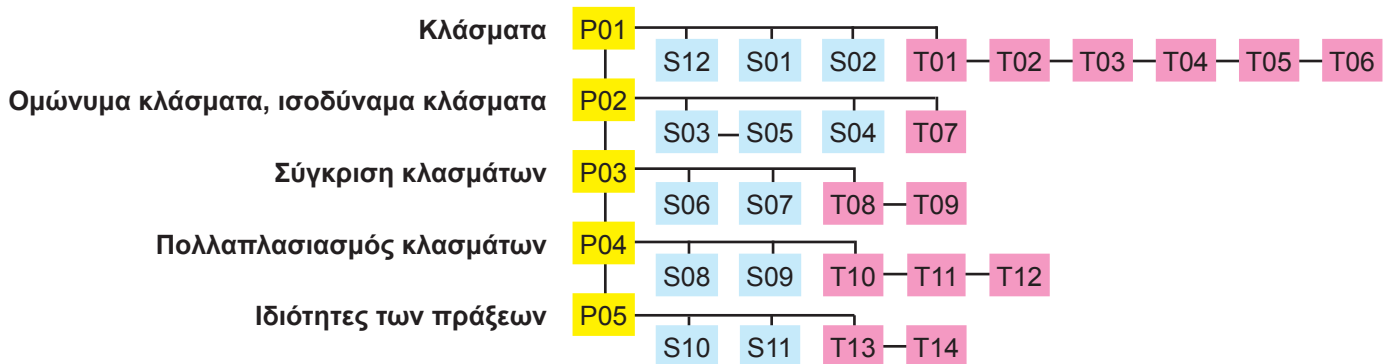 Κλάσματα P01
S12 S01 S02 T01 T02 T03 T04 T05 T06
Ομώνυμα κλάσματα, ισοδύναμα κλάσματα P02
S03 S05 S04 T07
Σύγκριση κλασμάτων P03
S06 S07 T08 T09
Πολλαπλασιασμός κλασμάτων P04
S08 S09 T10 T11 T12
Ιδιότητες των πράξεων P05
S10 S11 T13 T14